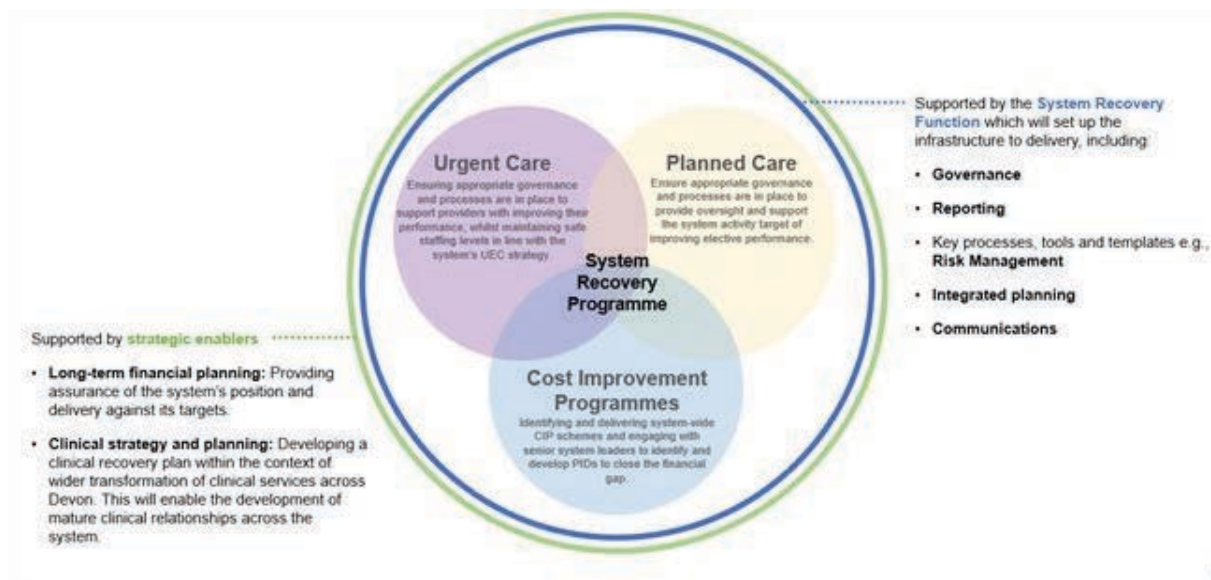 Urgent Care
Ensuring appropriate governance
and processes are in place to
support providers with improving their
performance, whilst maintaining safe
staffing levels in line with the
system's UEC strategy.
Planned Care
Ensure appropriate governance
and processes are in place to
provide oversight and support
the system activity target of
improving elective performance.
System
Recovery
Programme
Cost Improvement
Programmes
Identifying and delivering system-wide
CIP schemes and engaging with
senior system leaders to identify and
develop PIDs to close the financial
gap.
Supported by the System Recovery
Function which will set up the
infrastructure to delivery, including:
• Governance
• Reporting
• Key processes, tools and templates e.g.,
Risk Management
• Integrated planning
• Communications
Supported by strategic enablers
• Long-term financial planning: Providing
assurance of the system's position and
delivery against its targets.
• Clinical strategy and planning: Developing a
clinical recovery plan within the context of
wider transformation of clinical services across
Devon. This will enable the development of
mature clinical relationships across the
system.